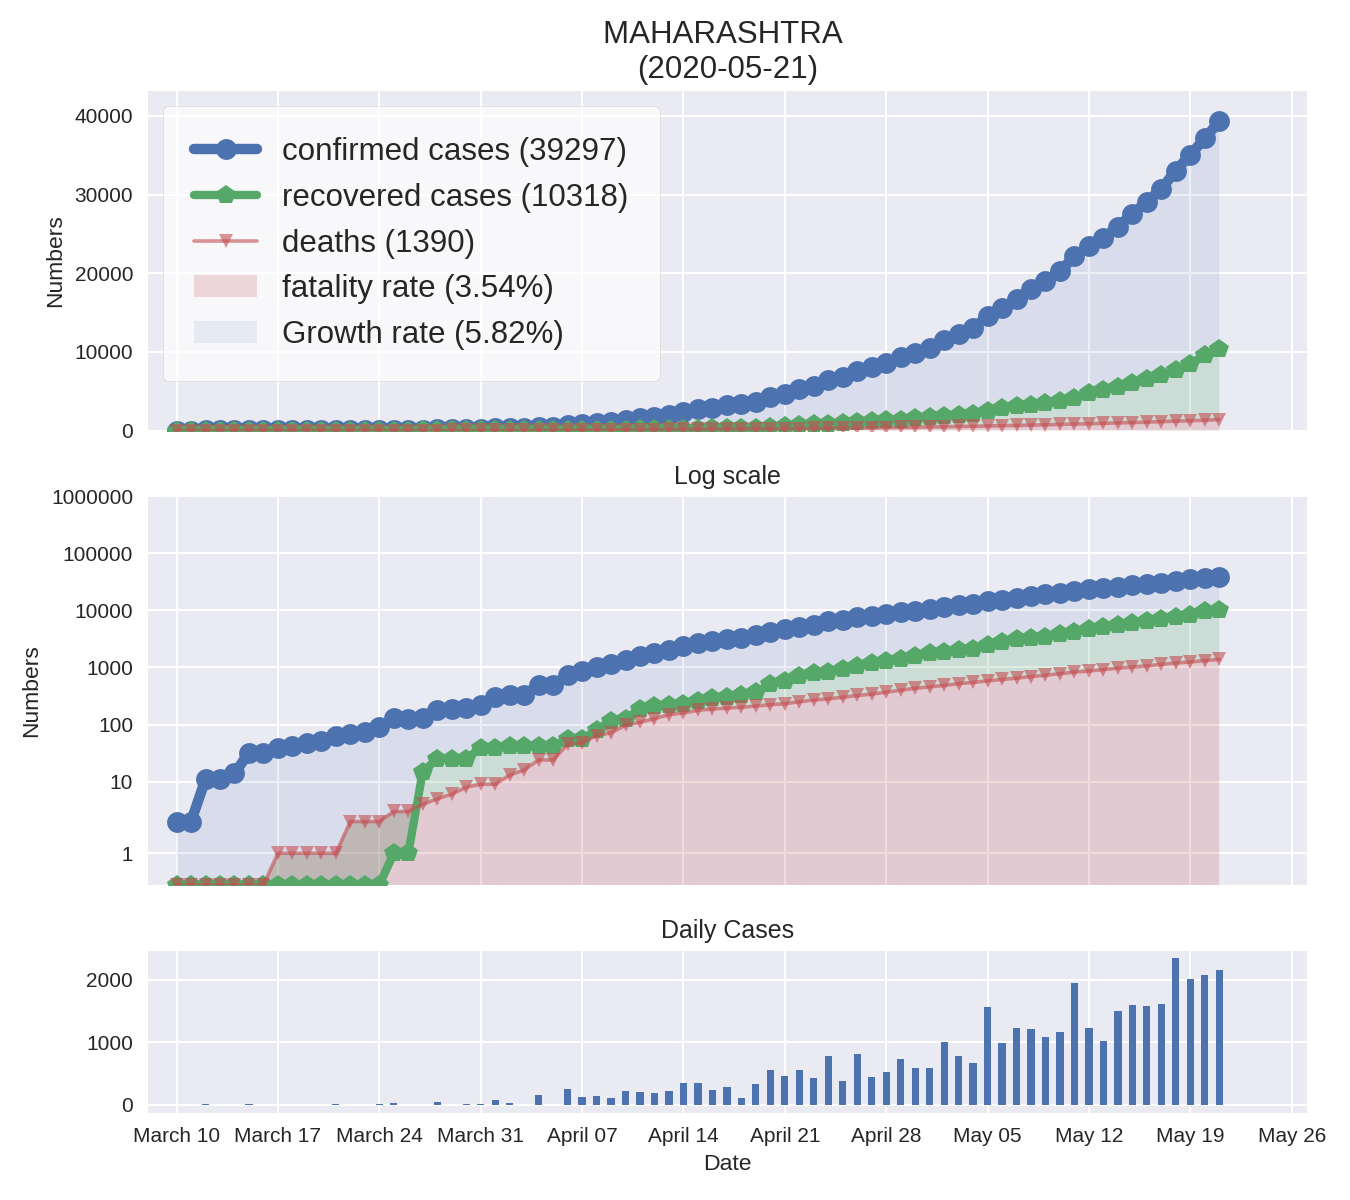 MAHARASHTRA
(2020-05-21)
40000
30000
20000
10000
0
Numbers
confirmed cases (39297)
recovered cases (10318)
deaths (1390)
fatality rate (3.54%)
Growth rate (5.82%)
Log scale
1000000
100000
10000
1000
100
10
1
Numbers
Daily Cases
2000
1000
0
March 10 March 17 March 24 March 31 April 07 April 14 April 21 April 28 May 05 May 12 May 19 May 26
Date